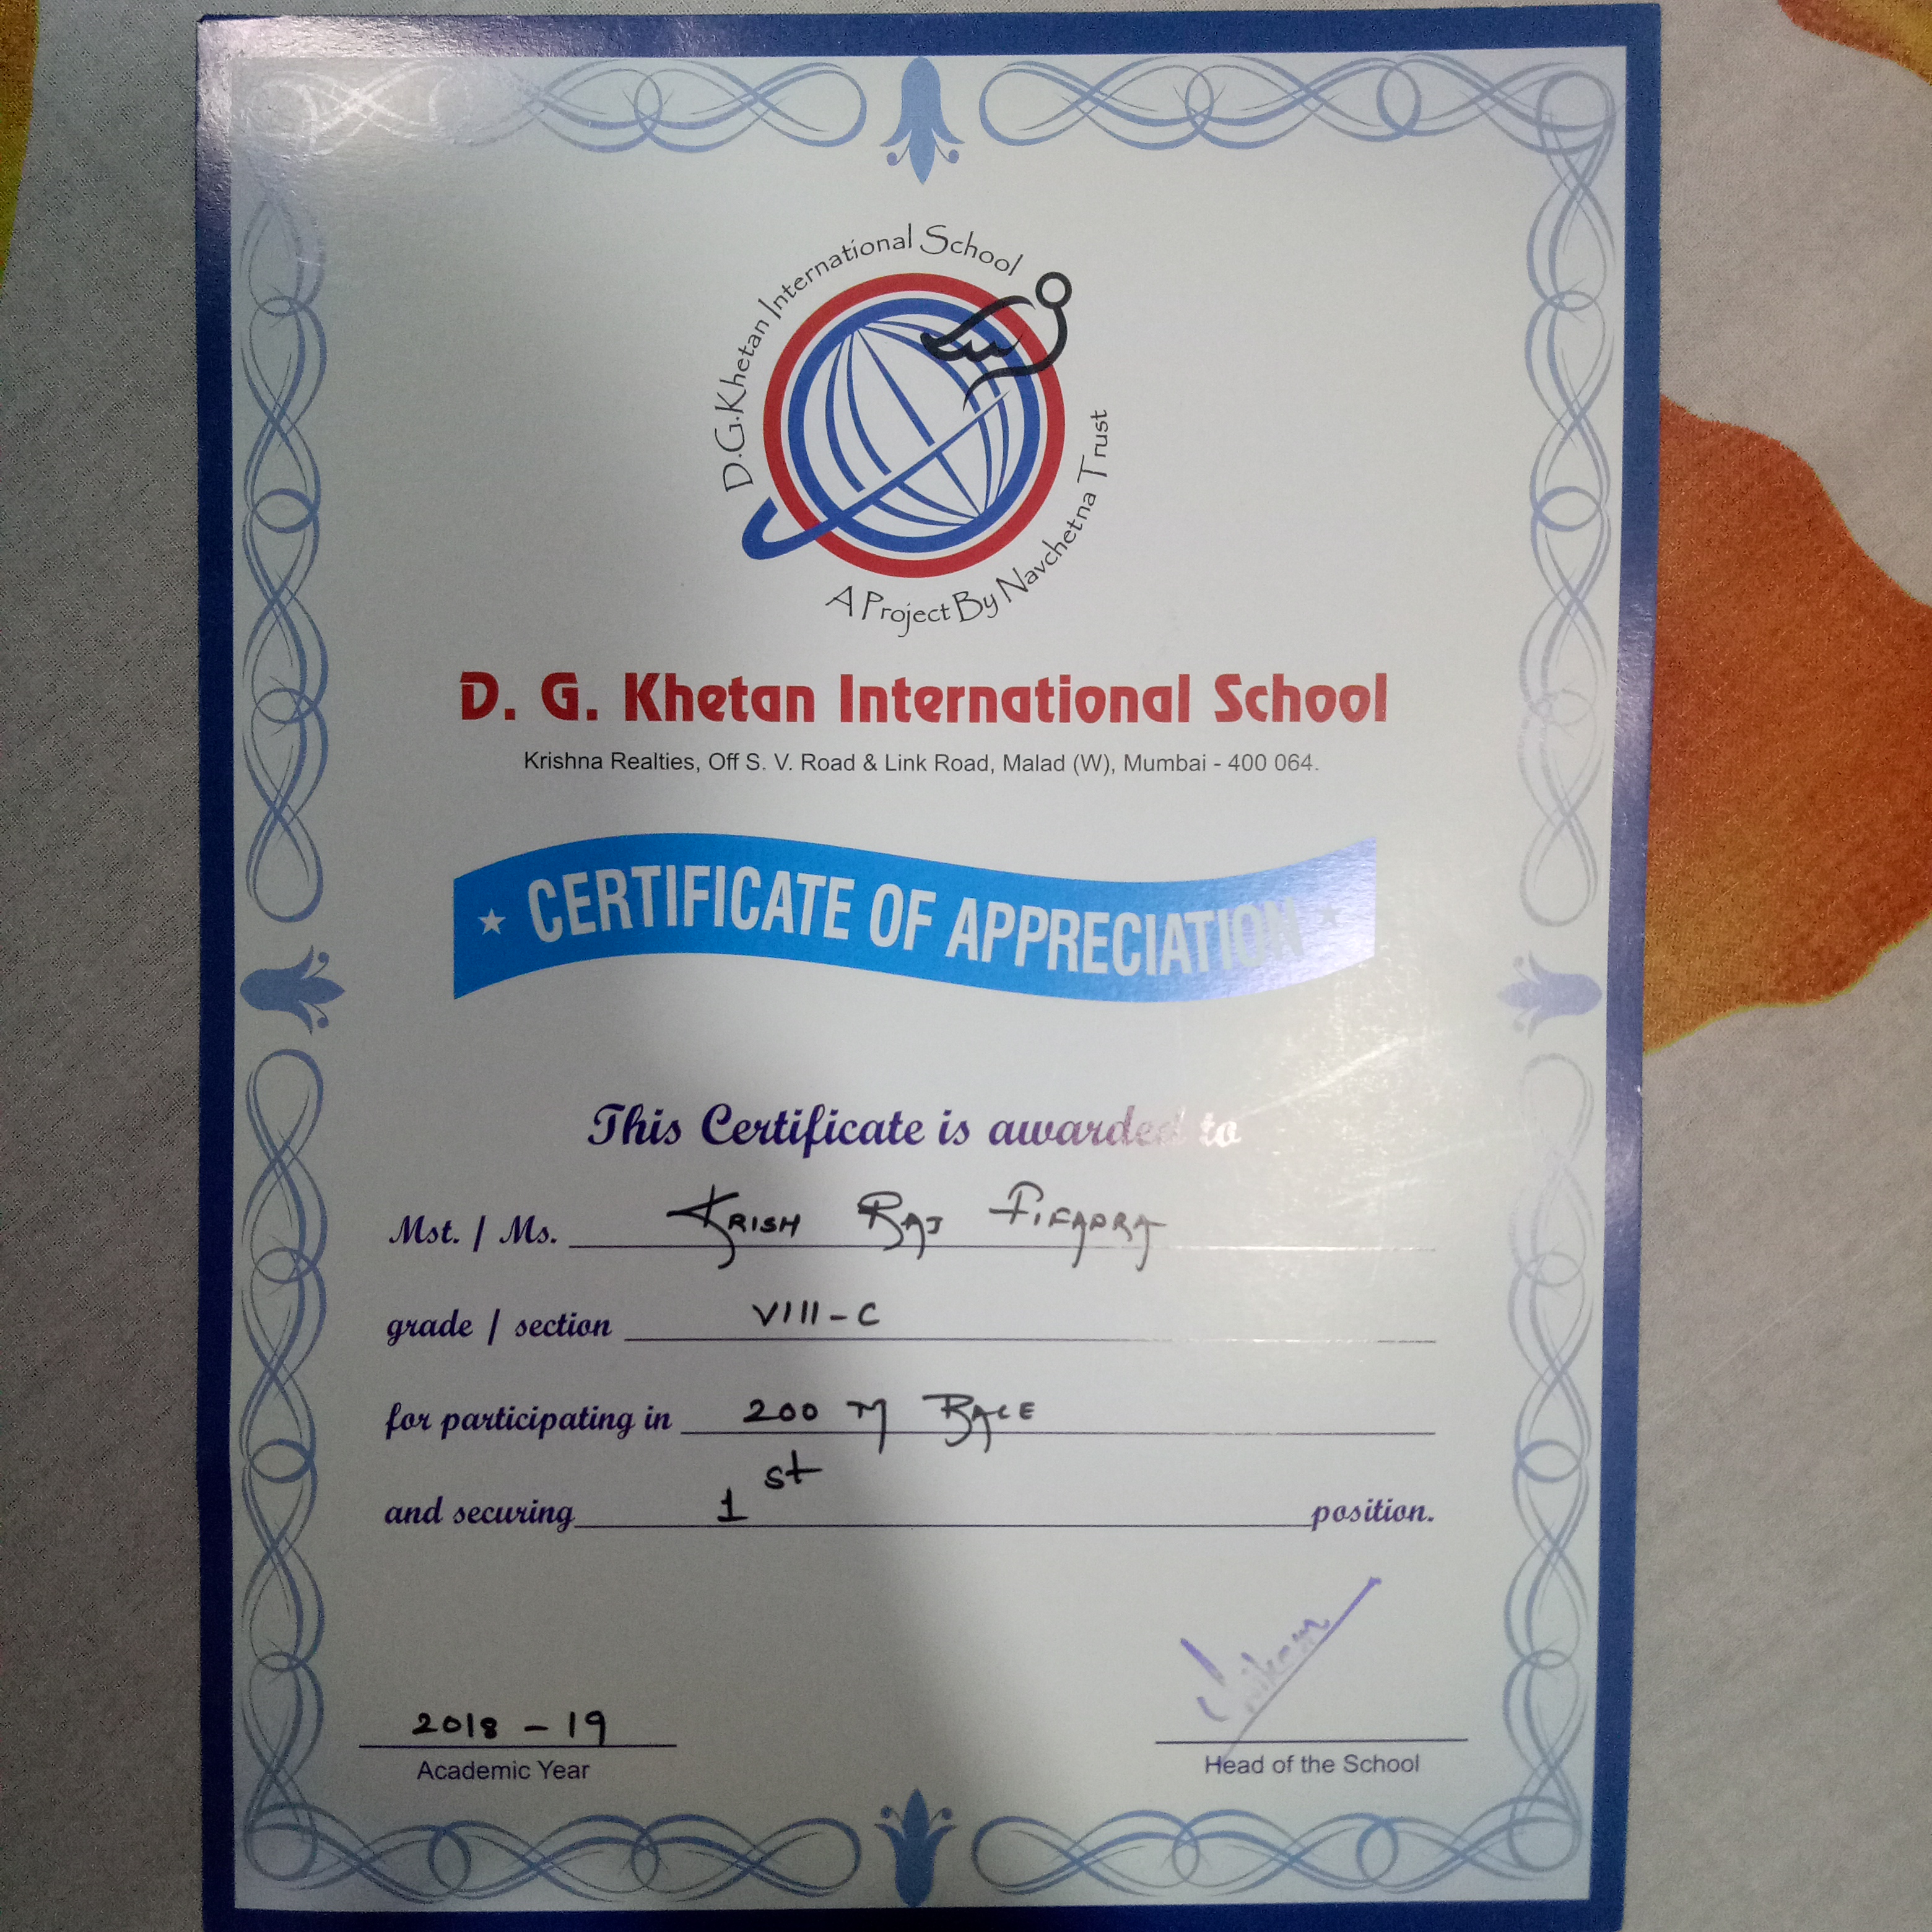 D.G.Khetan International School
A Project By Navchetna Trust
D. G. Khetan International School
Krishna Realties, Off S. V. Road & Link Road, Malad (W), Mumbai - 400 064.
★ CERTIFICATE OF APPRECIATION ★
This Certificate is awarded to
Mst. / Ms. KRISH RAJ
grade / section VIII - C
for participating in 200 M RACE
and securing 1st position.
2018 - 19
Academic Year
Head of the School